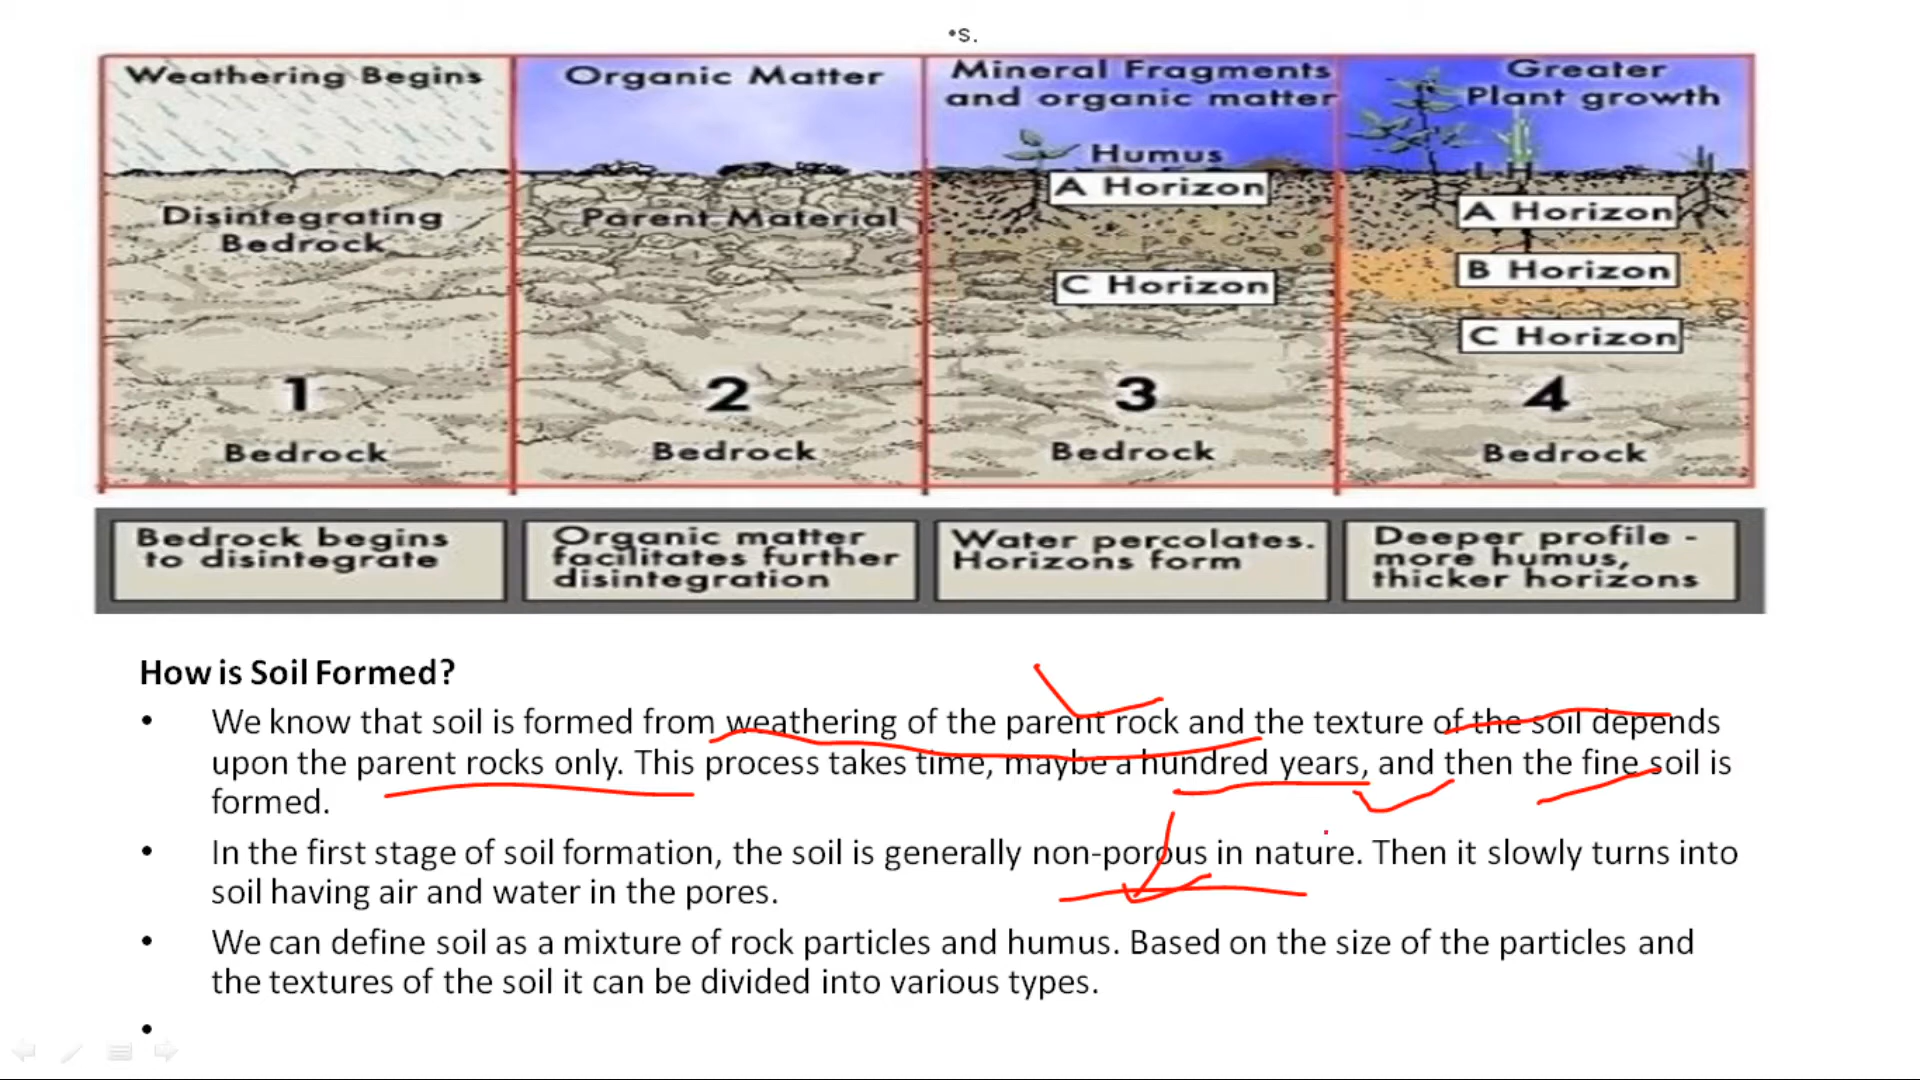 •s.
Weathering Begins
Disintegrating
Bedrock
1
Bedrock
Organic Matter
Parent Material
2
Bedrock
Mineral Fragments
and organic matter
Humus
A Horizon
C Horizon
3
Bedrock
Greater
Plant growth
A Horizon
B Horizon
C Horizon
4
Bedrock
Bedrock begins
to disintegrate
Organic matter
facilitates further
disintegration
Water percolates.
Horizons form
Deeper profile -
more humus,
thicker horizons
How is Soil Formed?
• We know that soil is formed from weathering of the parent rock and the texture of the soil depends
upon the parent rocks only. This process takes time, maybe a hundred years, and then the fine soil is
formed.
• In the first stage of soil formation, the soil is generally non-porous in nature. Then it slowly turns into
soil having air and water in the pores.
• We can define soil as a mixture of rock particles and humus. Based on the size of the particles and
the textures of the soil it can be divided into various types.
•